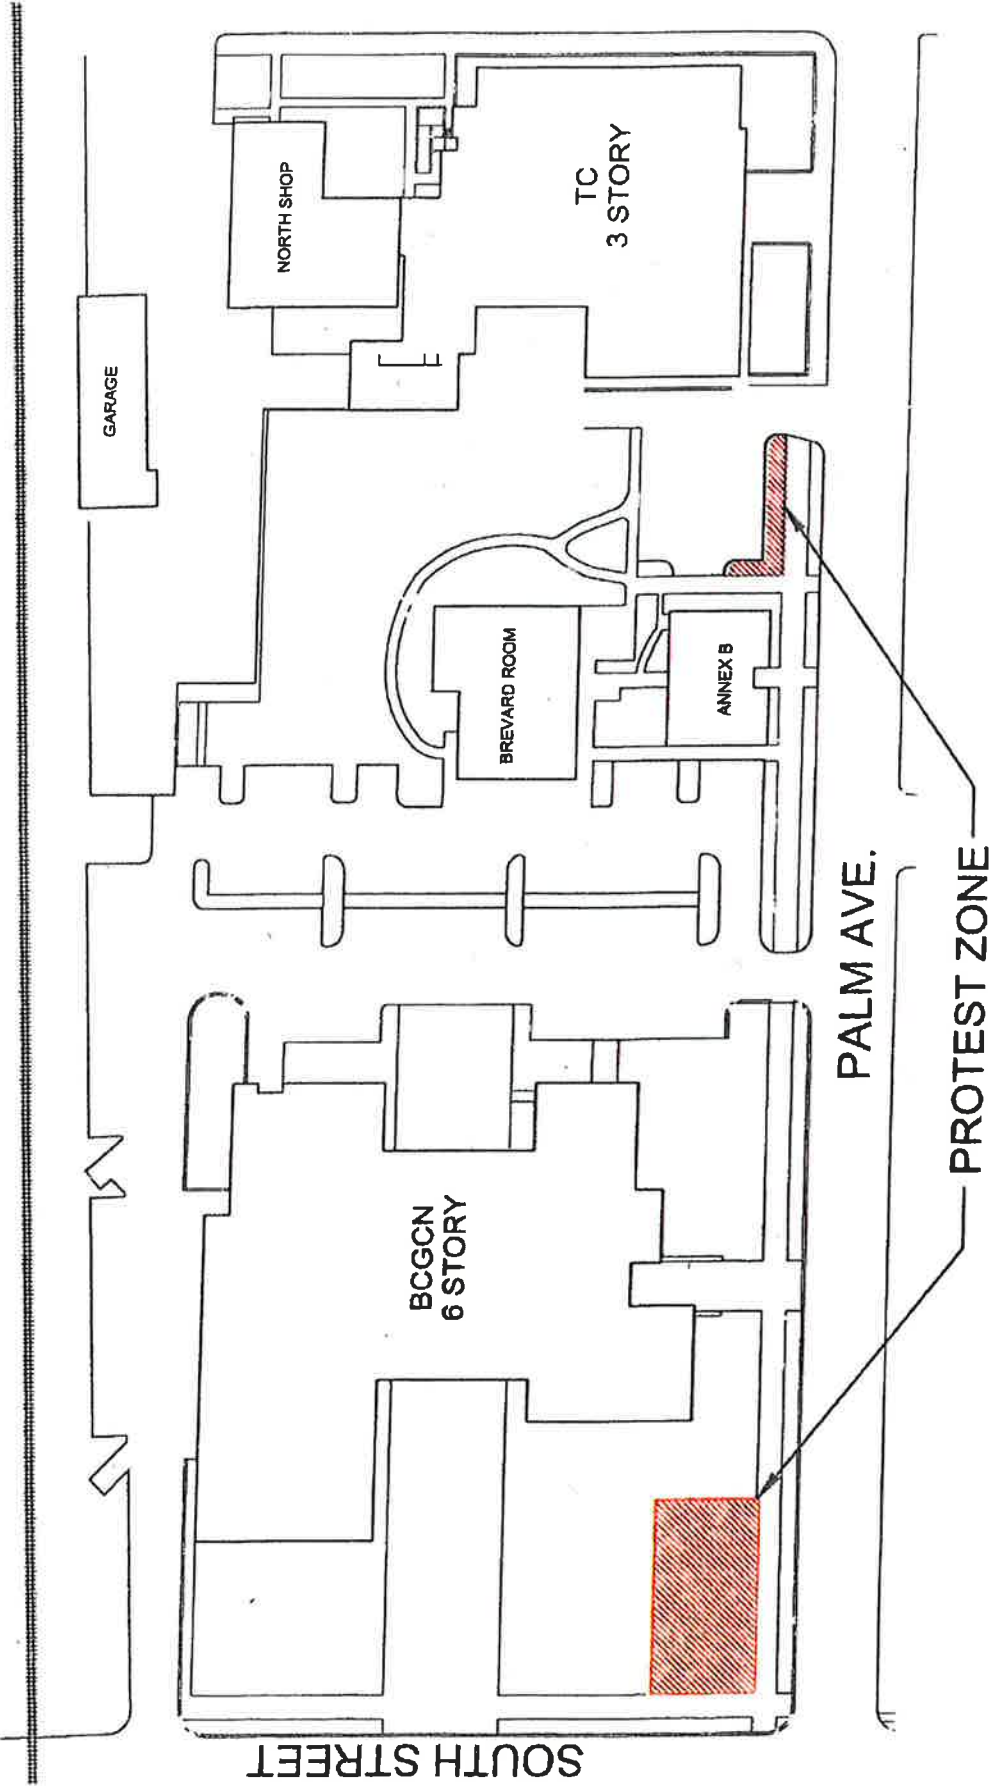 GARAGE
NORTH SHOP
TC
3 STORY
BREVARD ROOM
ANNEX B
PALM AVE.
PROTEST ZONE
BCGCN
6 STORY
SOUTH STREET